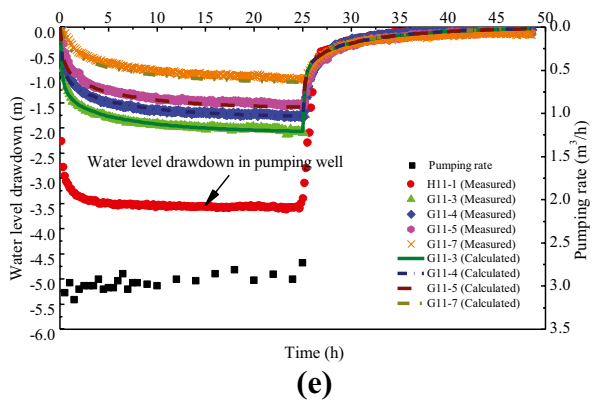 0 5 10 15 20 25 30 35 40 45 50
0.0
-0.5
-1.0
-1.5
-2.0
-2.5
-3.0
-3.5
-4.0
-4.5
-5.0
-5.5
-6.0
Water level drawdown (m)
Water level drawdown in pumping well
Pumping rate
H11-1 (Measured)
G11-3 (Measured)
G11-4 (Measured)
G11-5 (Measured)
G11-7 (Measured)
G11-3 (Calculated)
G11-4 (Calculated)
G11-5 (Calculated)
G11-7 (Calculated)
0.0
0.5
1.0
1.5
2.0
2.5
3.0
3.5
Pumping rate (m³/h)
Time (h)
(e)